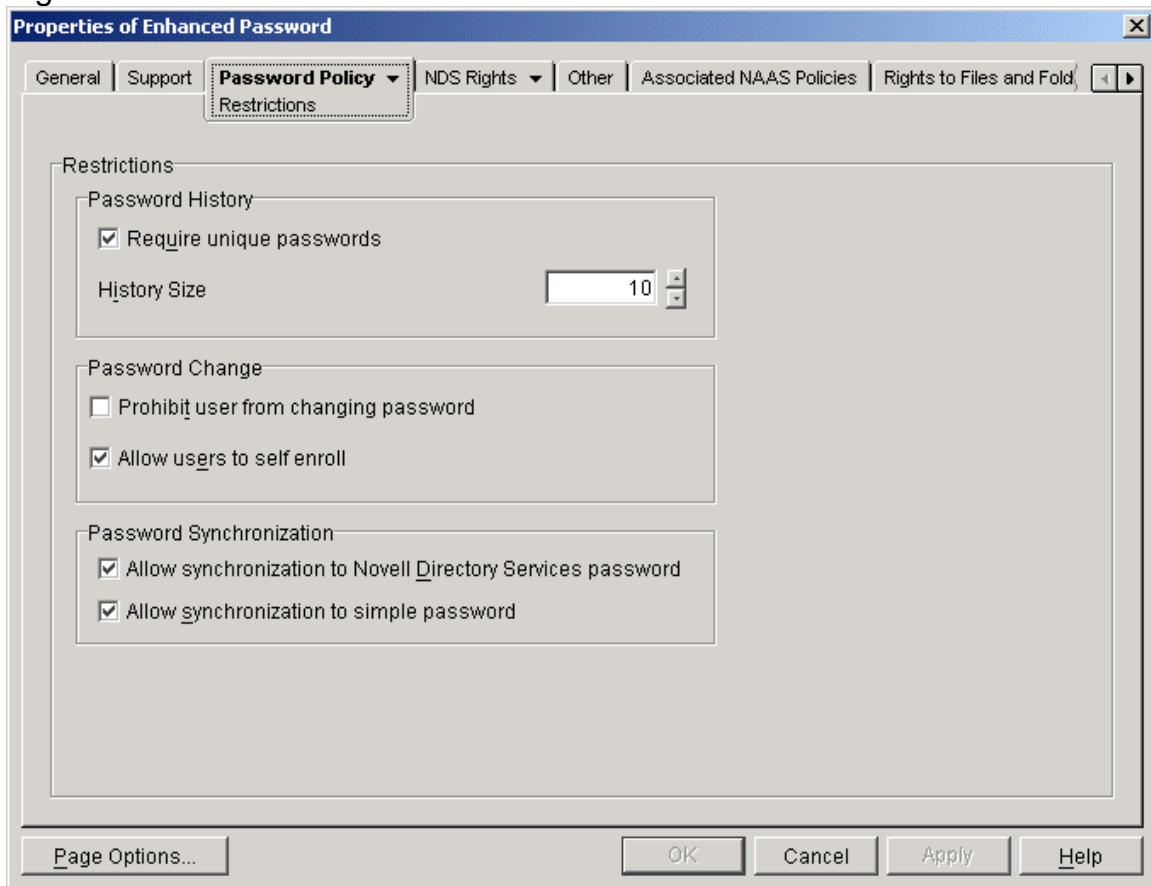 Properties of Enhanced Password
General Support Password Policy NDS Rights Other Associated NAAS Policies Rights to Files and Fold
Restrictions
Restrictions
Password History
Require unique passwords
History Size 10
Password Change
Prohibit user from changing password
Allow users to self enroll
Password Synchronization
Allow synchronization to Novell Directory Services password
Allow synchronization to simple password
Page Options... OK Cancel Apply Help